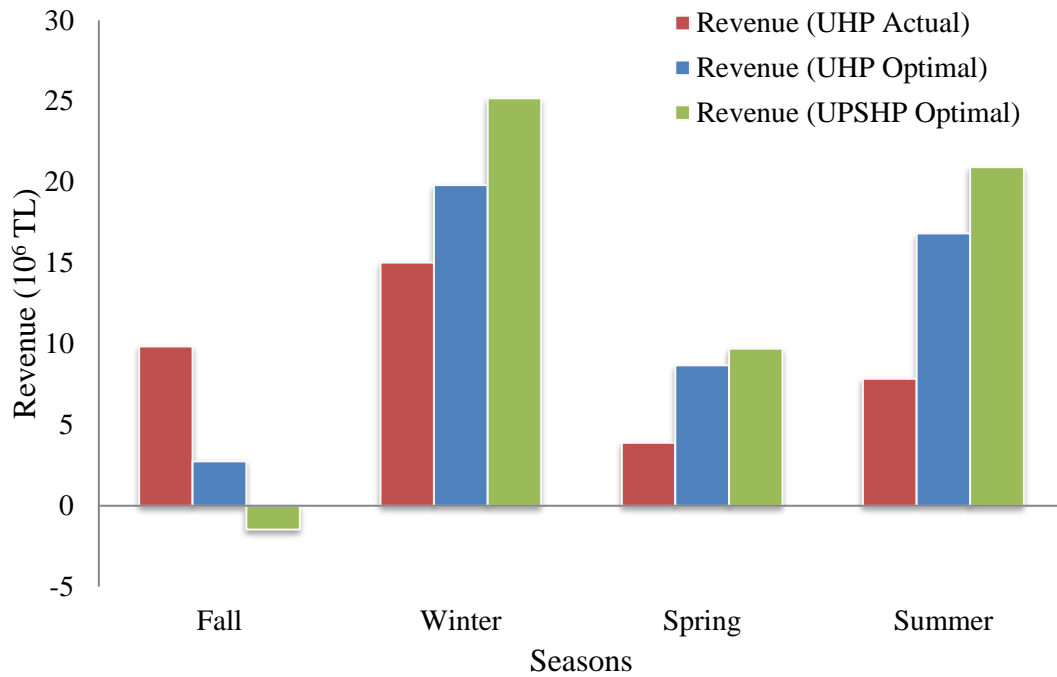 Revenue (UHP Actual)
Revenue (UHP Optimal)
Revenue (UPSHP Optimal)
Revenue (10⁶ TL)
30
25
20
15
10
5
0
-5
Fall Winter Spring Summer
Seasons